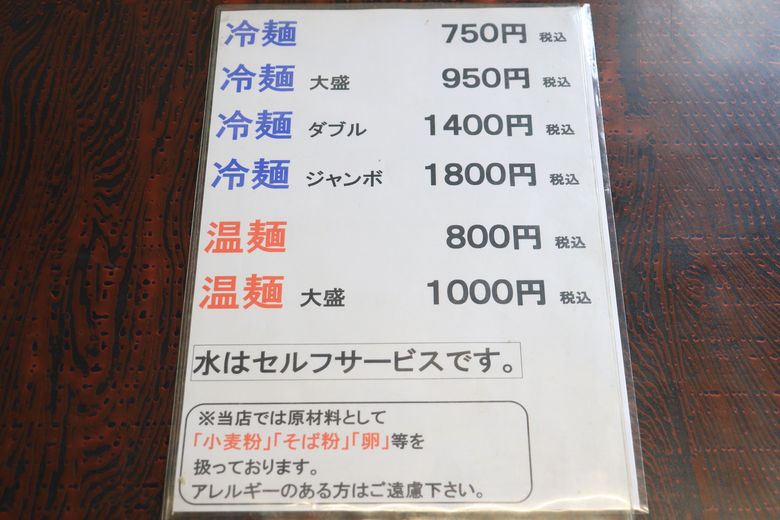 冷麺 750円 税込
冷麺 大盛 950円 税込
冷麺 ダブル 1400円 税込
冷麺 ジャンボ 1800円 税込
温麺 800円 税込
温麺 大盛 1000円 税込
水はセルフサービスです。
※当店では原材料として
「小麦粉」「そば粉」「卵」等を
扱っております。
アレルギーのある方はご遠慮下さい。